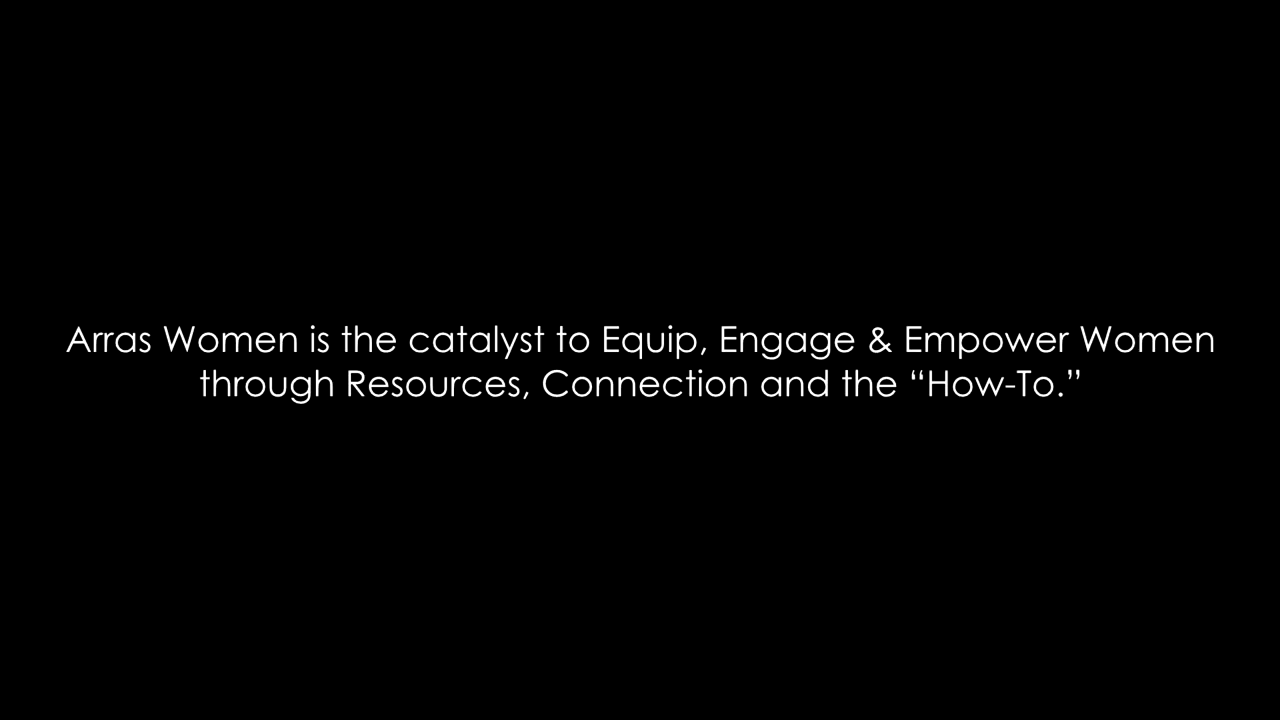 Arras Women is the catalyst to Equip, Engage & Empower Women
through Resources, Connection and the “How-To.”